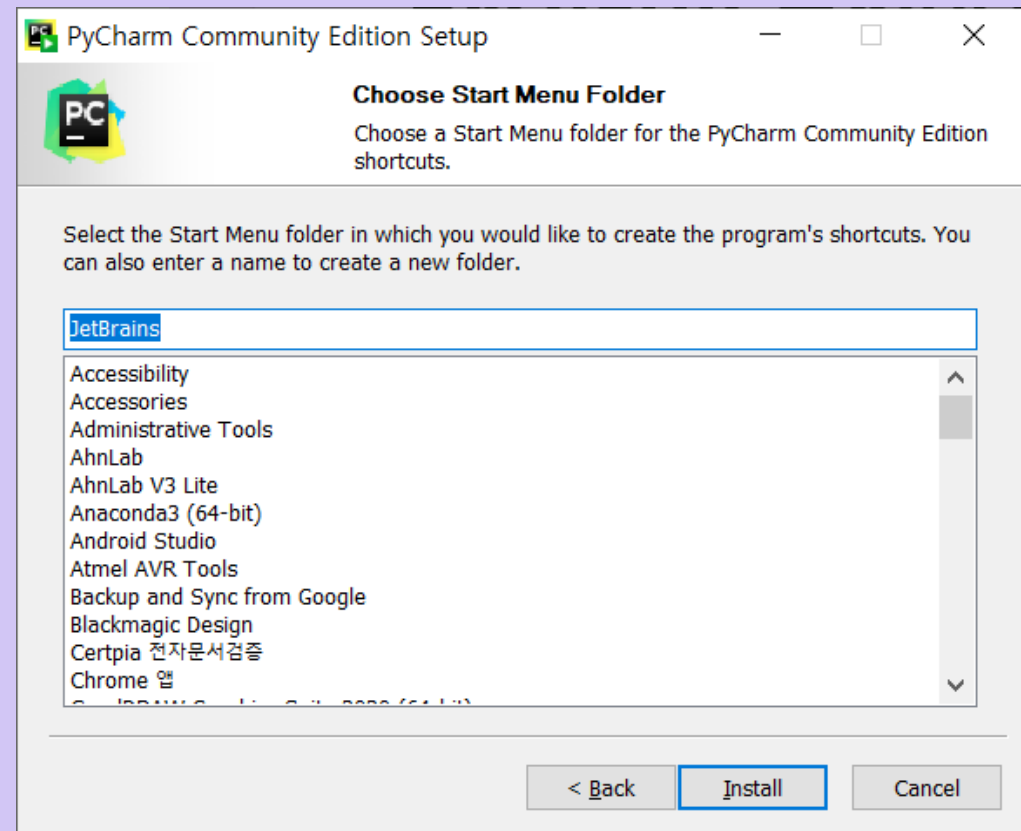 PyCharm Community Edition Setup
PC
Choose Start Menu Folder
Choose a Start Menu folder for the PyCharm Community Edition
shortcuts.
Select the Start Menu folder in which you would like to create the program's shortcuts. You
can also enter a name to create a new folder.
JetBrains
Accessibility
Accessories
Administrative Tools
AhnLab
AhnLab V3 Lite
Anaconda3 (64-bit)
Android Studio
Atmel AVR Tools
Backup and Sync from Google
Blackmagic Design
Certpia 전자문서검증
Chrome 앱
< Back
Install
Cancel